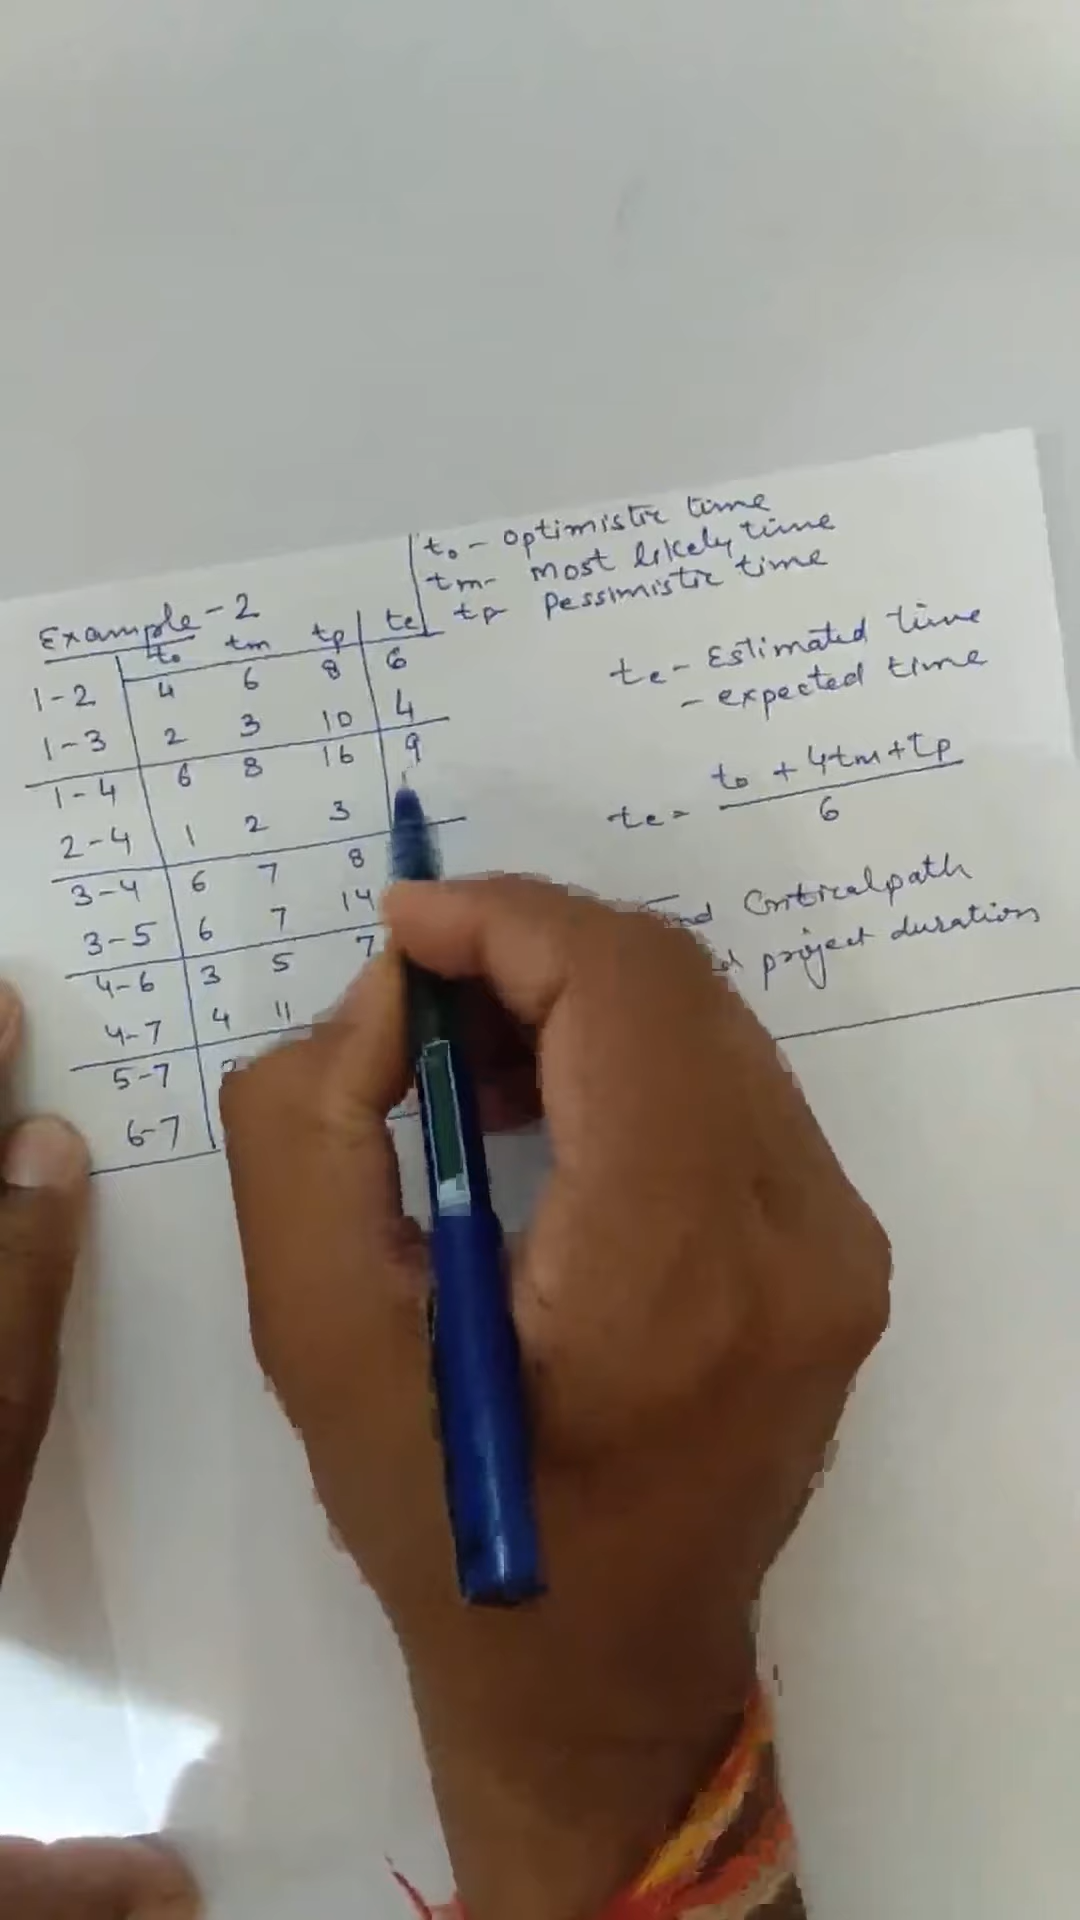 Example-2
to tm tp te
1-2 4 6 8 6
1-3 2 3 10 4
1-4 6 8 16 9
2-4 1 2 3
3-4 6 7 8
3-5 6 7 14
4-6 3 5 7
4-7 4 11
5-7
6-7
to - optimistic time
tm- most likely time
tp- Pessimistic time
te - Estimated time
- expected time
te = to + 4tm + tp
6
Critical path
project duration